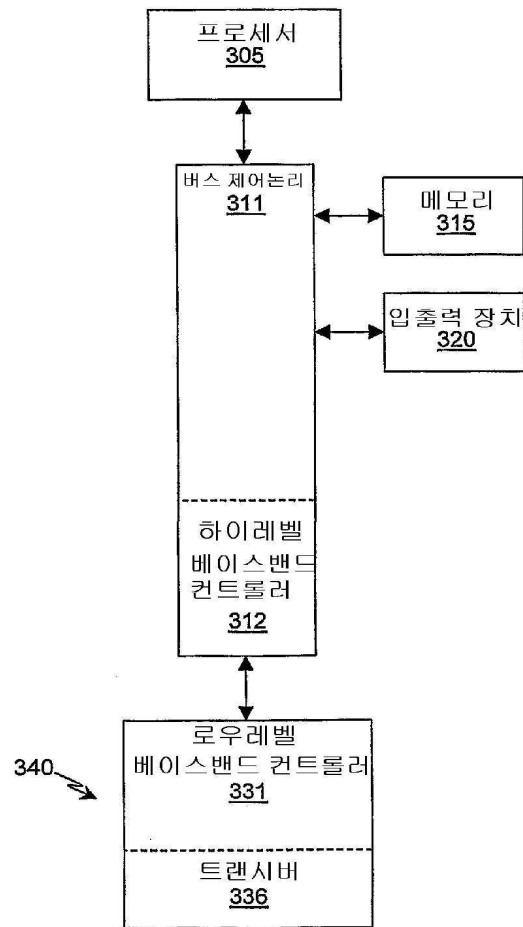 프로세서
305
버스 제어논리
311
메모리
315
입출력 장치
320
하이레벨
베이스밴드
컨트롤러
312
로우레벨
베이스밴드 컨트롤러
331
340
트랜시버
336